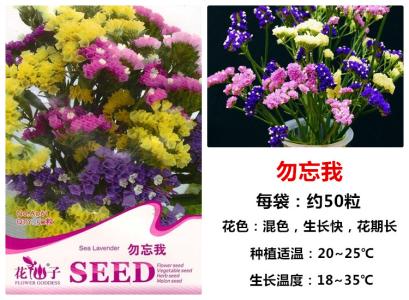 Sea Lavender 勿忘我
花仙子
FLOWER GODDESS
SEED
Flower seed
Vegetable seed
Herb seed
Melon seed
勿忘我
每袋：约50粒
花色：混色，生长快，花期长
种植适温：20~25℃
生长温度：18~35℃